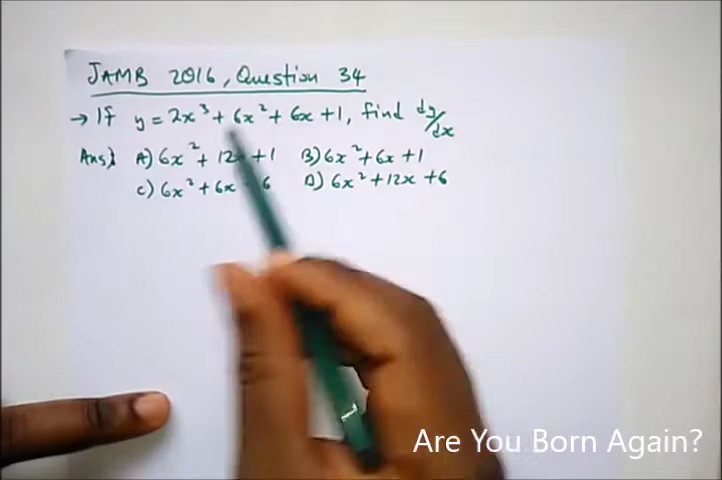 JAMB 2016, Question 34
→ If y = 2x³ + 6x² + 6x + 1, find dy/dx
Ans) A) 6x² + 12x + 1 B) 6x² + 6x + 1
C) 6x² + 6x 6 D) 6x² + 12x + 6
Are You Born Again?